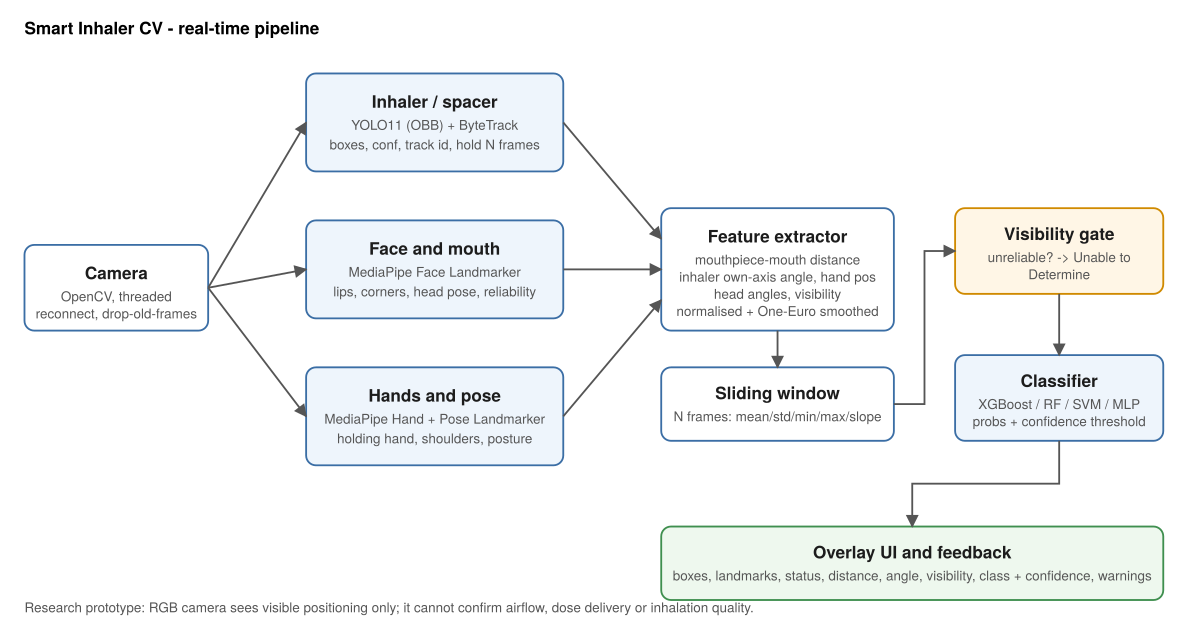 Smart Inhaler CV - real-time pipeline
Inhaler / spacer
YOLO11 (OBB) + ByteTrack
boxes, conf, track id, hold N frames
Camera
OpenCV, threaded
reconnect, drop-old-frames
Face and mouth
MediaPipe Face Landmarker
lips, corners, head pose, reliability
Hands and pose
MediaPipe Hand + Pose Landmarker
holding hand, shoulders, posture
Feature extractor
mouthpiece-mouth distance
inhaler own-axis angle, hand pos
head angles, visibility
normalised + One-Euro smoothed
Sliding window
N frames: mean/std/min/max/slope
Visibility gate
unreliable? -> Unable to
Determine
Classifier
XGBoost / RF / SVM / MLP
probs + confidence threshold
Overlay UI and feedback
boxes, landmarks, status, distance, angle, visibility, class + confidence, warnings
Research prototype: RGB camera sees visible positioning only; it cannot confirm airflow, dose delivery or inhalation quality.